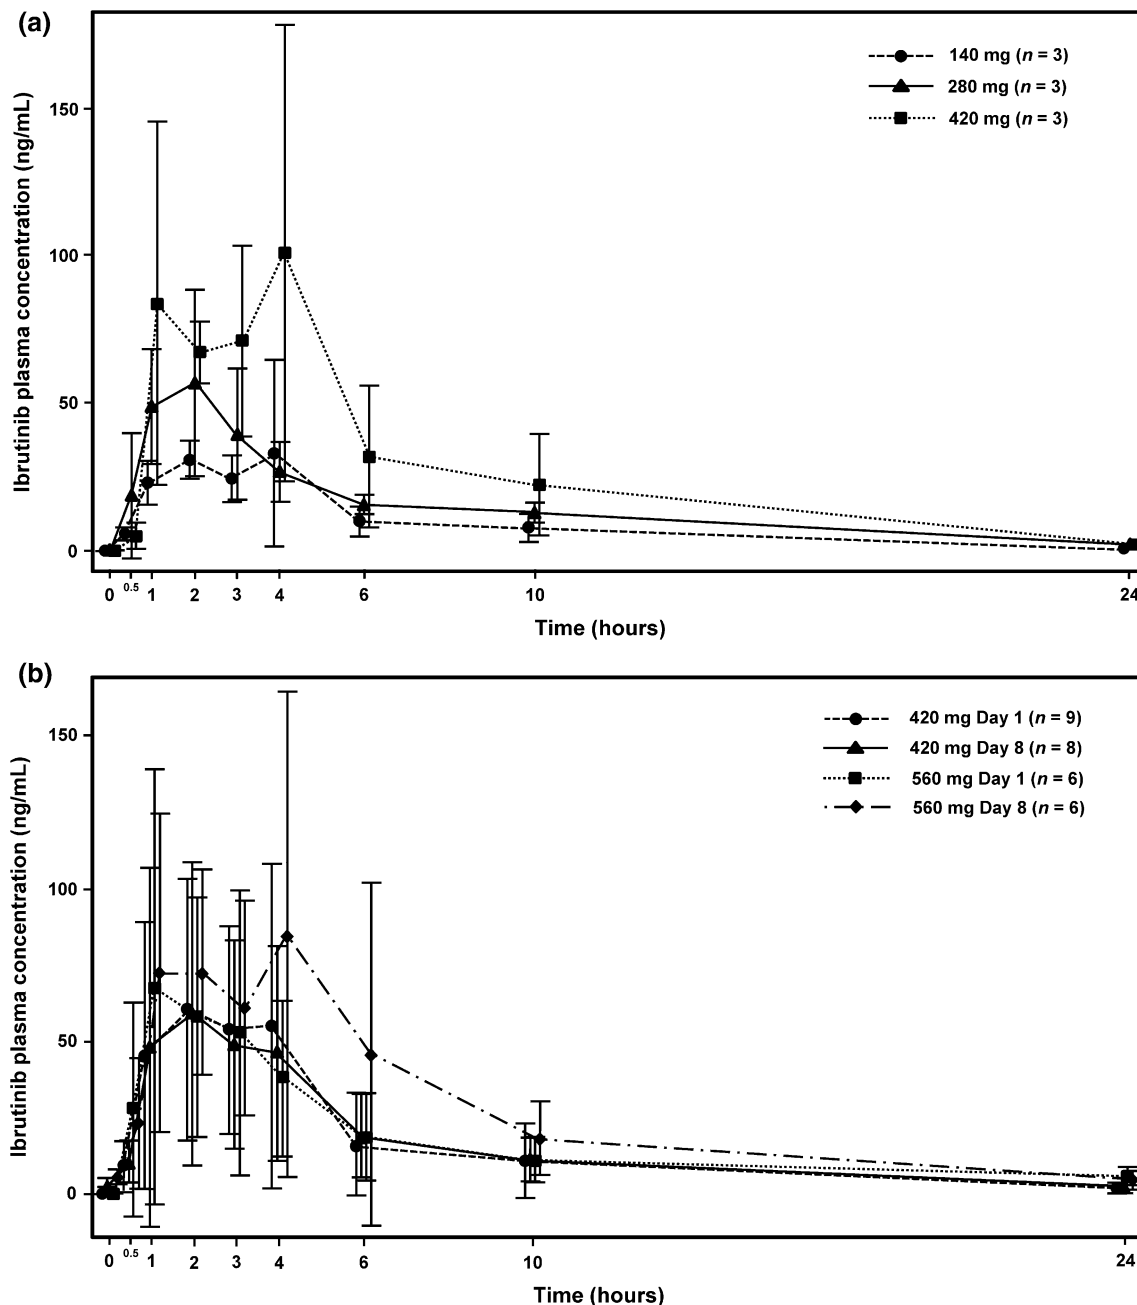 (a)
Ibrutinib plasma concentration (ng/mL)
150
100
50
0
140 mg (n = 3)
280 mg (n = 3)
420 mg (n = 3)
0 0.5 1 2 3 4 6 10 24
Time (hours)
(b)
Ibrutinib plasma concentration (ng/mL)
150
100
50
0
420 mg Day 1 (n = 9)
420 mg Day 8 (n = 8)
560 mg Day 1 (n = 6)
560 mg Day 8 (n = 6)
0 0.5 1 2 3 4 6 10 24
Time (hours)